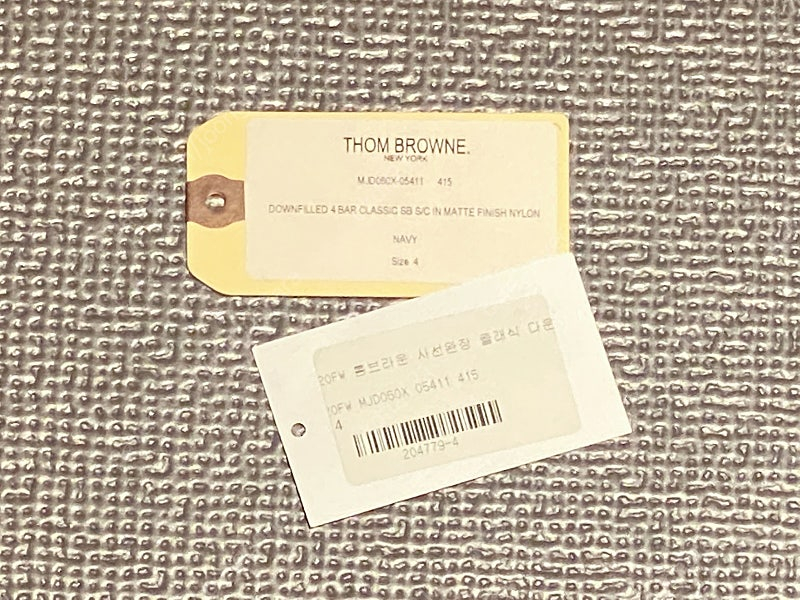 THOM BROWNE.
NEW YORK
MJD060X-05411 415
DOWNFILLED 4 BAR CLASSIC SB S/C IN MATTE FINISH NYLON
NAVY
Size 4
20FW 톰브라운 사선완장 클래식 다운
20FW MJD060X 05411 415
4
204779-4